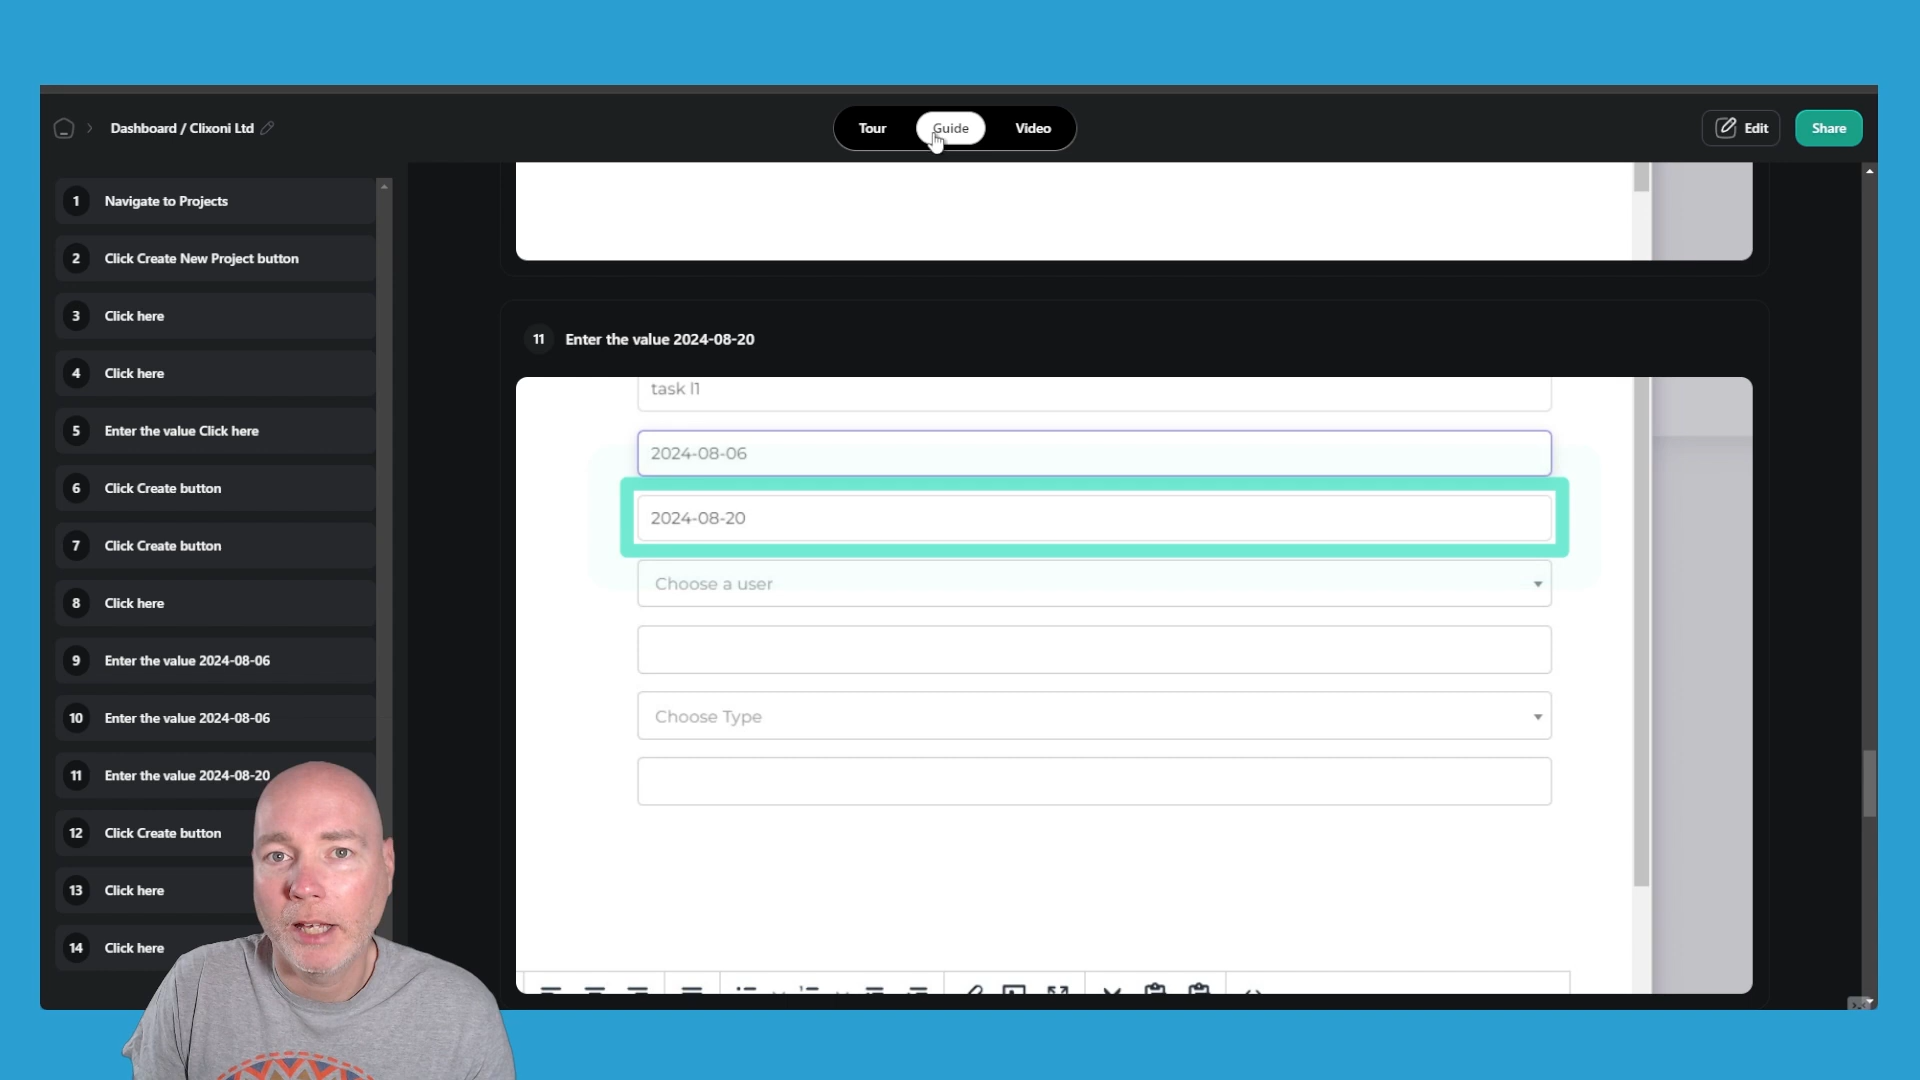 Dashboard / Clixoni Ltd
Tour
Guide
Video
Edit
Share
1 Navigate to Projects
2 Click Create New Project button
3 Click here
4 Click here
5 Enter the value Click here
6 Click Create button
7 Click Create button
8 Click here
9 Enter the value 2024-08-06
10 Enter the value 2024-08-06
11 Enter the value 2024-08-20
12 Click Create button
13 Click here
14 Click here
11 Enter the value 2024-08-20
task l1
2024-08-06
2024-08-20
Choose a user
Choose Type